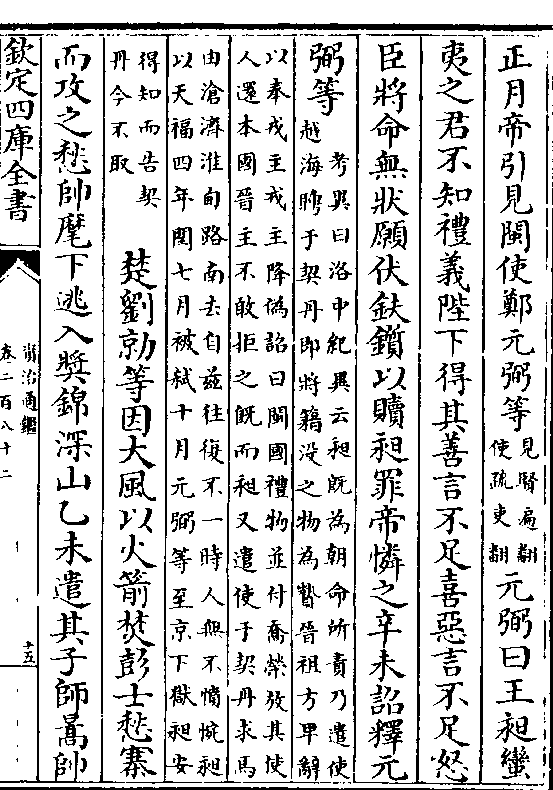 正月帝引見閩使鄭元弼等見賢遍翻使疏吏翻元弼曰王昶蠻
夷之君不知禮義陛下得其善言不足喜惡言不足怒
臣將命無狀願伏鈇鑕以贖昶罪帝憐之辛未詔釋元
弼等
考異曰洛中紀異云昶既為朝命所責乃遣使
越海聘于契丹即將籍没之物為贄晉祖方卑辭
以奉戎主戎主降偽詔曰閩國禮物並付喬榮放其使
人還本國晉主不敢拒之既而昶又遣使于契丹求馬
由滄濟淮甸路南去自兹往復不一時人無不憤惋昶
以天福四年閏七月被弑十月元弼等至京下獄昶安
得知而告契
丹今不取
楚劉勍等因大風以火箭焚彭士愁寨
而攻之愁帥麾下逃入奬錦深山乙未遣其子師暠帥
欽定四庫全書
資治通鑑
卷二百八十二
十五